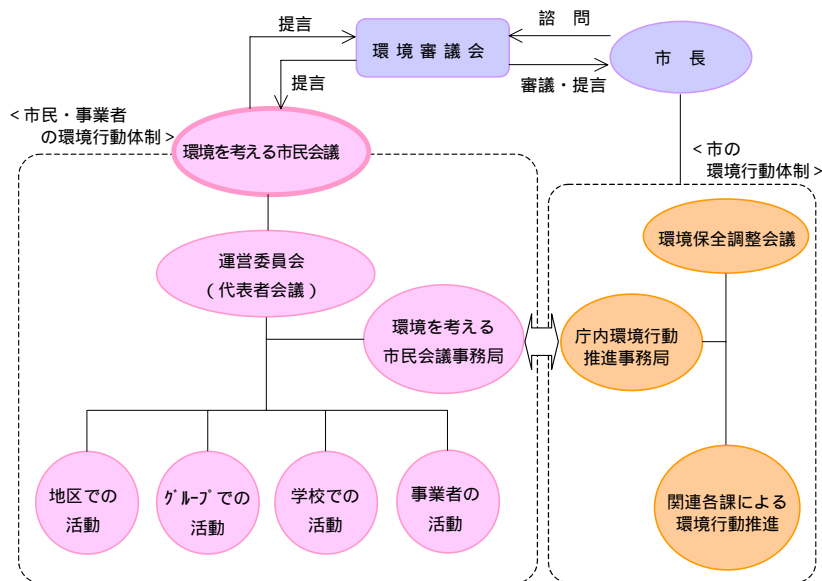 提言
環境審議会
諮 問
市 長
提言
審議・提言
<市民・事業者
の環境行動体制>
環境を考える市民会議
<市の
環境行動体制>
運営委員会
(代表者会議)
環境保全調整会議
環境を考える
市民会議事務局
庁内環境行動
推進事務局
地区での
活動
グループでの
活動
学校での
活動
事業者の
活動
関連各課による
環境行動推進